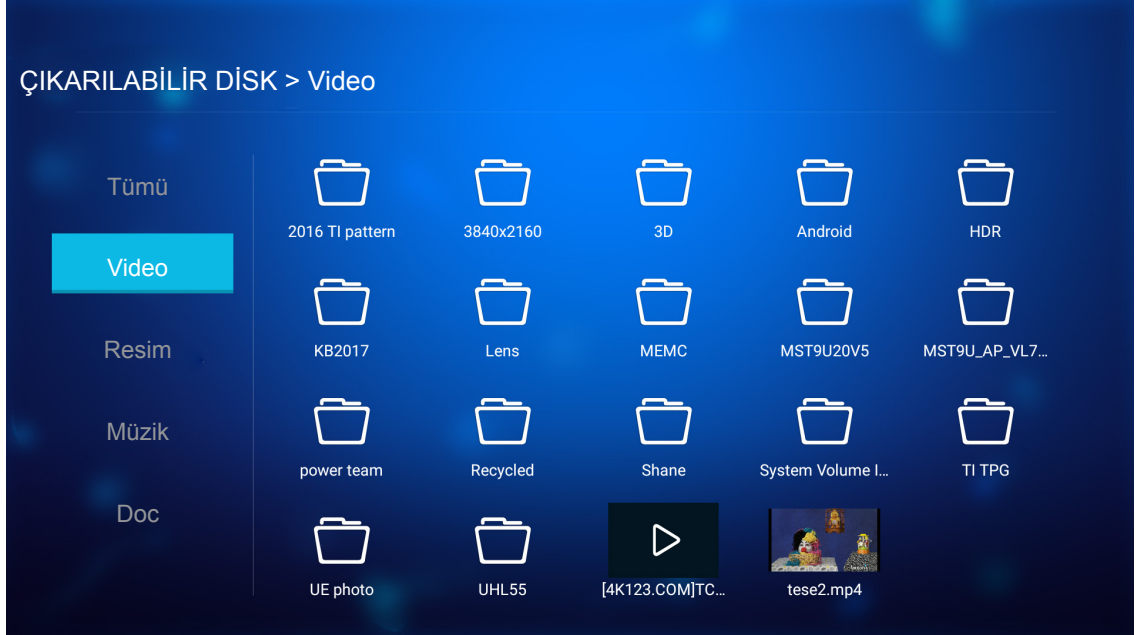 ÇIKARILABİLİR DİSK > Video
Tümü
Video
Resim
Müzik
Doc
2016 TI pattern
3840x2160
3D
Android
HDR
KB2017
Lens
MEMC
MST9U20V5
MST9U_AP_VL7...
power team
Recycled
Shane
System Volume I...
TI TPG
UE photo
UHL55
[4K123.COM]TC...
tese2.mp4